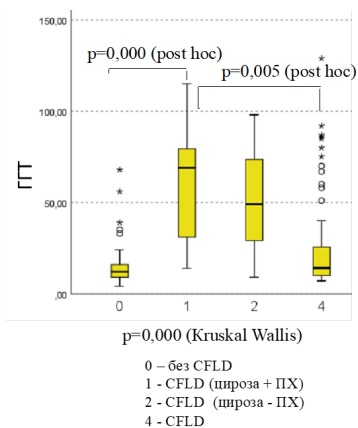 150,00
p=0,000 (post hoc)
p=0,005 (post hoc)
100,00
ГГТ
50,00
,00
0 1 2 4
p=0,000 (Kruskal Wallis)
0 – без CFLD
1 - CFLD (цироза + ПХ)
2 - CFLD (цироза - ПХ)
4 - CFLD